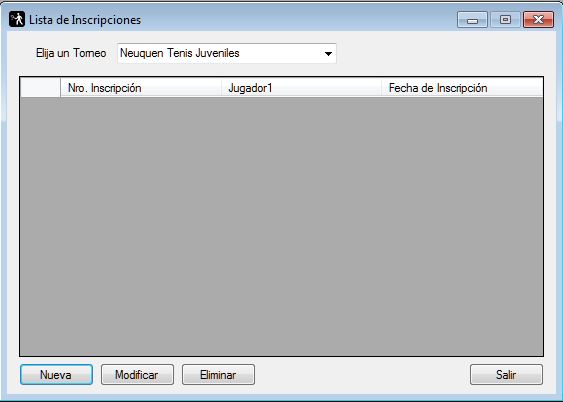 Lista de Inscripciones
Elija un Torneo Neuquen Tenis Juveniles
Nro. Inscripción Jugador1 Fecha de Inscripción
Nueva Modificar Eliminar Salir